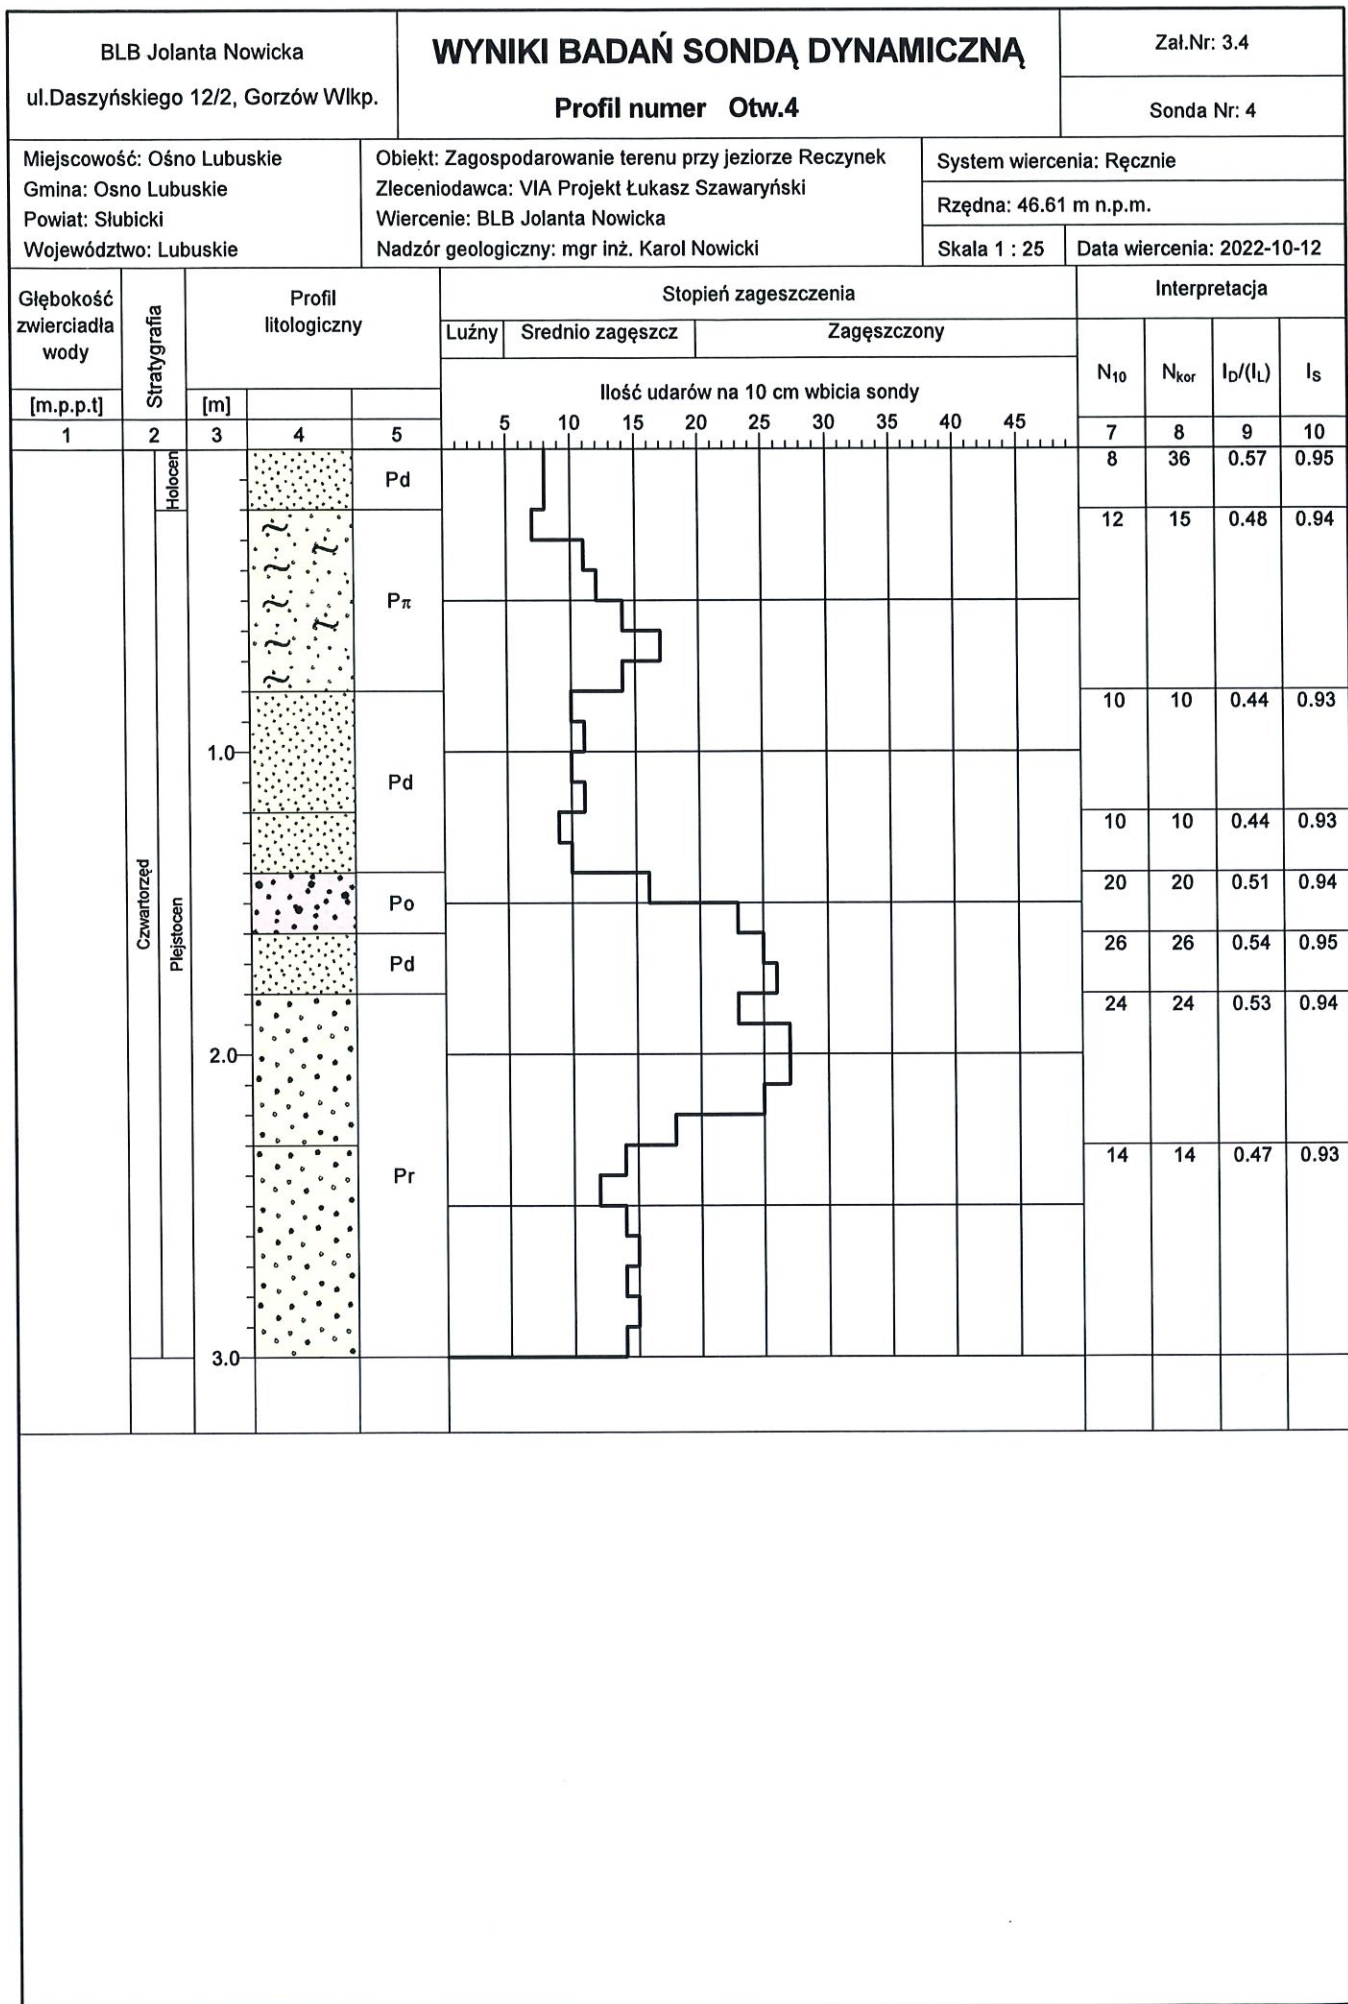 BLB Jolanta Nowicka
ul.Daszyńskiego 12/2, Gorzów Wlkp.
WYNIKI BADAŃ SONDĄ DYNAMICZNĄ
Profil numer Otw.4
Zał.Nr: 3.4
Sonda Nr: 4
Miejscowość: Ośno Lubuskie
Gmina: Osno Lubuskie
Powiat: Słubicki
Województwo: Lubuskie
Obiekt: Zagospodarowanie terenu przy jeziorze Reczynek
Zleceniodawca: VIA Projekt Łukasz Szawaryński
Wiercenie: BLB Jolanta Nowicka
Nadzór geologiczny: mgr inż. Karol Nowicki
System wiercenia: Ręcznie
Rzędna: 46.61 m n.p.m.
Skala 1 : 25
Data wiercenia: 2022-10-12
Głębokość
zwierciadła
wody
[m.p.p.t]
Stratygrafia
Profil
litologiczny
[m]
Stopień zageszczenia
Luźny
Srednio zagęszcz
Zagęszczony
Ilość udarów na 10 cm wbicia sondy
5 10 15 20 25 30 35 40 45
Interpretacja
N10 Nkor ID/(IL) IS
1 2 3 4 5 7 8 9 10
Czwartorzęd
Holocen
Plejstocen
1.0
2.0
3.0
Pd
Pπ
Pd
Po
Pd
Pr
8 36 0.57 0.95
12 15 0.48 0.94
10 10 0.44 0.93
10 10 0.44 0.93
20 20 0.51 0.94
26 26 0.54 0.95
24 24 0.53 0.94
14 14 0.47 0.93